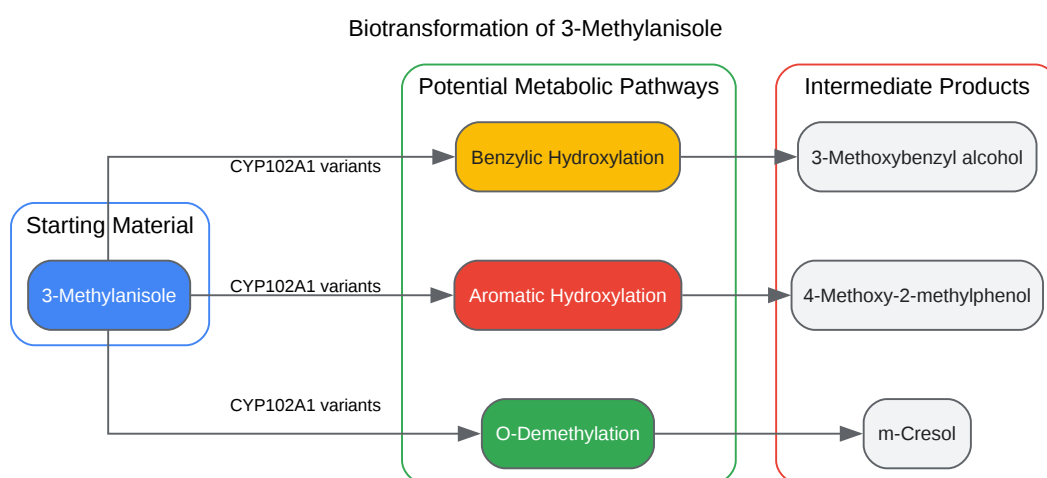 Biotransformation of 3-Methylanisole
Potential Metabolic Pathways
Intermediate Products
Benzylic Hydroxylation
3-Methoxybenzyl alcohol
CYP102A1 variants
Starting Material
3-Methylanisole
CYP102A1 variants
Aromatic Hydroxylation
4-Methoxy-2-methylphenol
CYP102A1 variants
O-Demethylation
m-Cresol